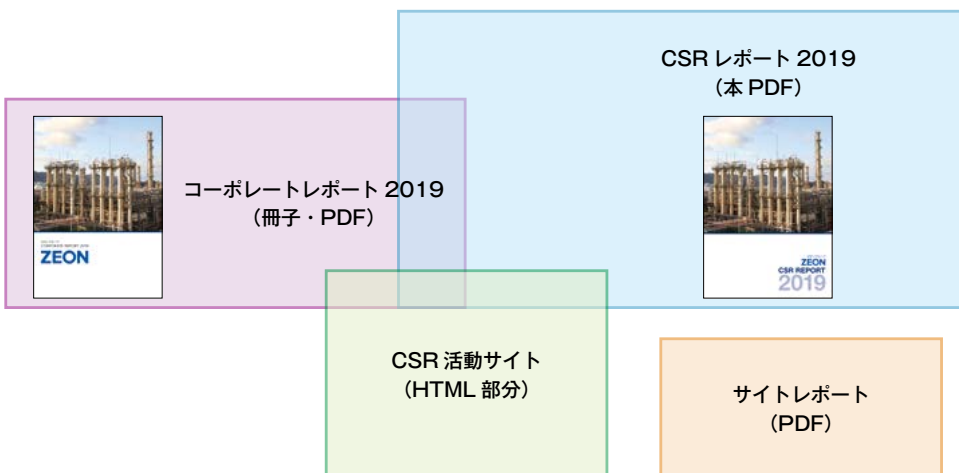 CSR レポート 2019
（本 PDF）
コーポレートレポート 2019
（冊子・PDF）
ZEON
ZEON
CSR REPORT
2019
CSR 活動サイト
（HTML 部分）
サイトレポート
（PDF）